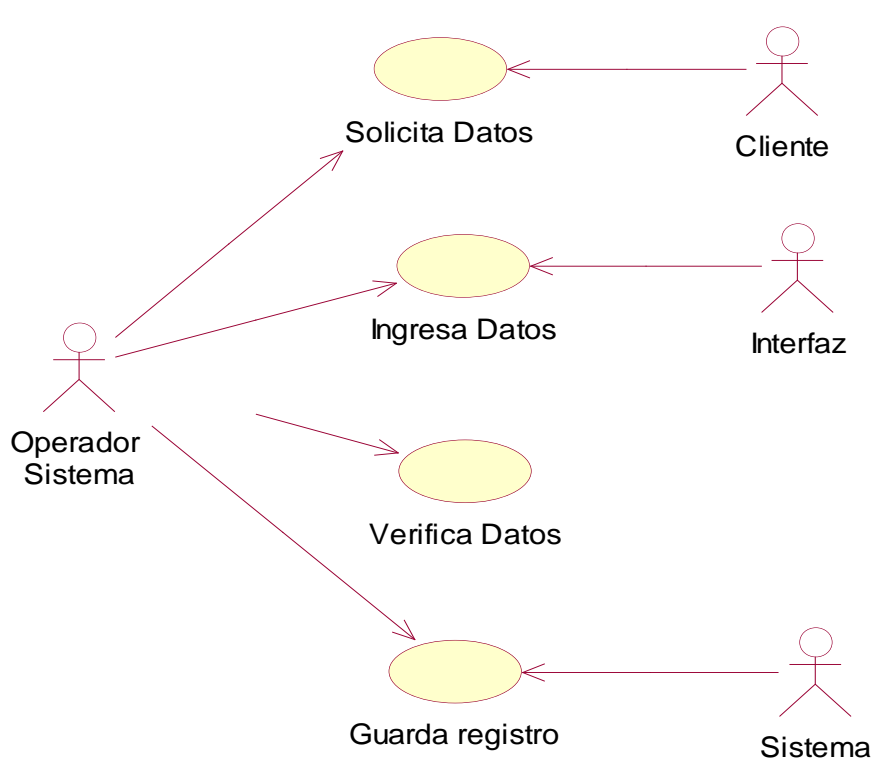 Solicita Datos
Cliente
Ingresa Datos
Interfaz
Operador
Sistema
Verifica Datos
Guarda registro
Sistema